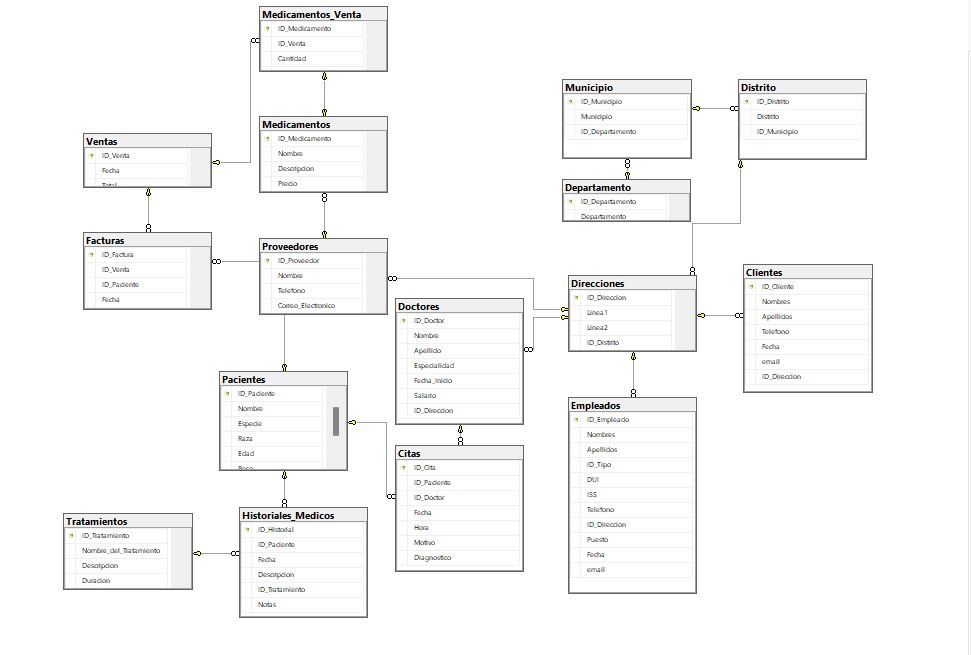 Medicamentos_Venta
ID_Medicamento
ID_Venta
Cantidad
Municipio
ID_Municipio
Municipio
ID_Departamento
Distrito
ID_Distrito
Distrito
ID_Municipio
Medicamentos
ID_Medicamento
Nombre
Descripcion
Precio
Ventas
ID_Venta
Fecha
Total
Departamento
ID_Departamento
Departamento
Facturas
ID_Factura
ID_Venta
ID_Paciente
Fecha
Proveedores
ID_Proveedor
Nombre
Telefono
Correo_Electronico
Direcciones
ID_Direccion
Linea1
Linea2
ID_Distrito
Clientes
ID_Cliente
Nombres
Apellidos
Telefono
Fecha
email
ID_Direccion
Doctores
ID_Doctor
Nombre
Apellido
Especialidad
Fecha_Inicio
Salario
ID_Direccion
Pacientes
ID_Paciente
Nombre
Especie
Raza
Edad
Peso
Empleados
ID_Empleado
Nombres
Apellidos
ID_Tipo
DUI
ISS
Telefono
ID_Direccion
Puesto
Fecha
email
Citas
ID_Cita
ID_Paciente
ID_Doctor
Fecha
Hora
Motivo
Diagnostico
Tratamientos
ID_Tratamiento
Nombre_del_Tratamiento
Descripcion
Duracion
Historiales_Medicos
ID_Historial
ID_Paciente
Fecha
Descripcion
ID_Tratamiento
Notas